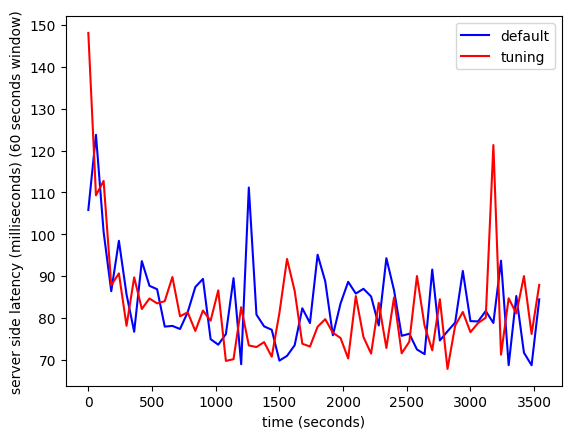 default
tuning
150
140
130
120
110
100
90
80
70
server side latency (milliseconds) (60 seconds window)
0 500 1000 1500 2000 2500 3000 3500
time (seconds)